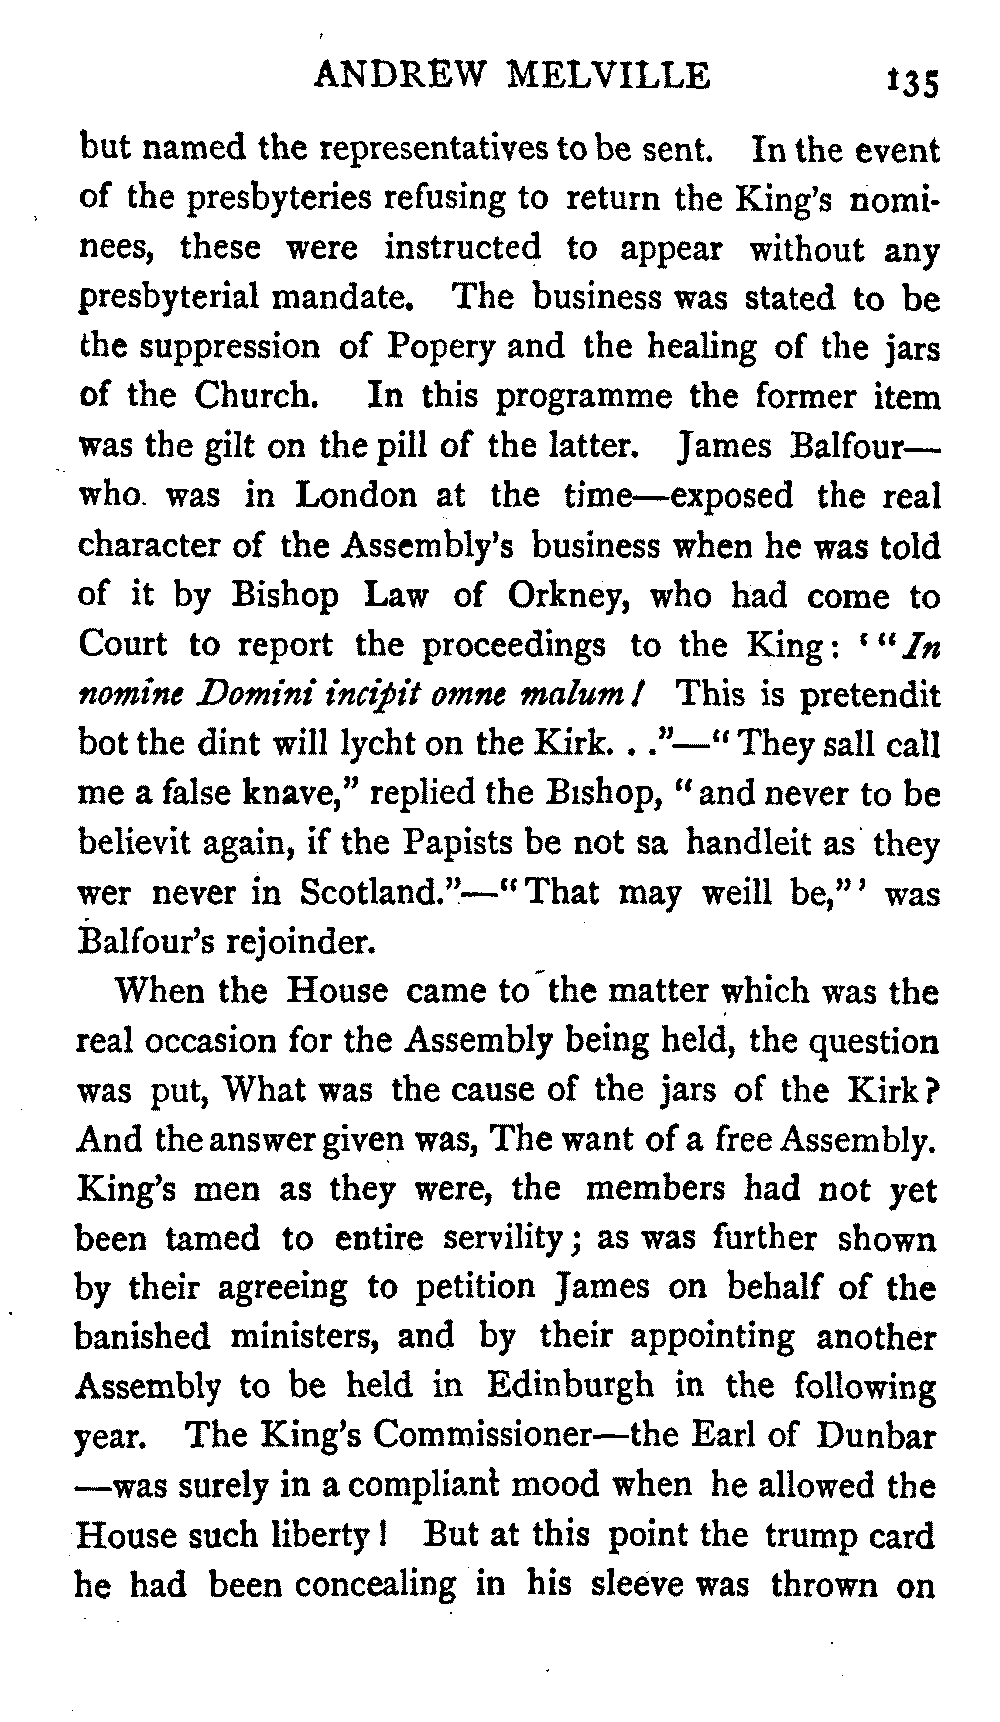 ANDREW MELVILLE 135
but named the representatives to be sent. In the event
of the presbyteries refusing to return the King's nomi-
nees, these were instructed to appear without any
presbyterial mandate. The business was stated to be
the suppression of Popery and the healing of the jars
of the Church. In this programme the former item
was the gilt on the pill of the latter. James Balfour—
who was in London at the time—exposed the real
character of the Assembly's business when he was told
of it by Bishop Law of Orkney, who had come to
Court to report the proceedings to the King: ‘“In
nomine Domini incipit omne malum! This is pretendit
bot the dint will lycht on the Kirk. . .”—“They sall call
me a false knave,” replied the Bishop, “and never to be
believit again, if the Papists be not sa handleit as they
wer never in Scotland.”—“That may weill be,”’ was
Balfour's rejoinder.
When the House came to the matter which was the
real occasion for the Assembly being held, the question
was put, What was the cause of the jars of the Kirk?
And the answer given was, The want of a free Assembly.
King's men as they were, the members had not yet
been tamed to entire servility; as was further shown
by their agreeing to petition James on behalf of the
banished ministers, and by their appointing another
Assembly to be held in Edinburgh in the following
year. The King's Commissioner—the Earl of Dunbar
—was surely in a compliant mood when he allowed the
House such liberty! But at this point the trump card
he had been concealing in his sleeve was thrown on